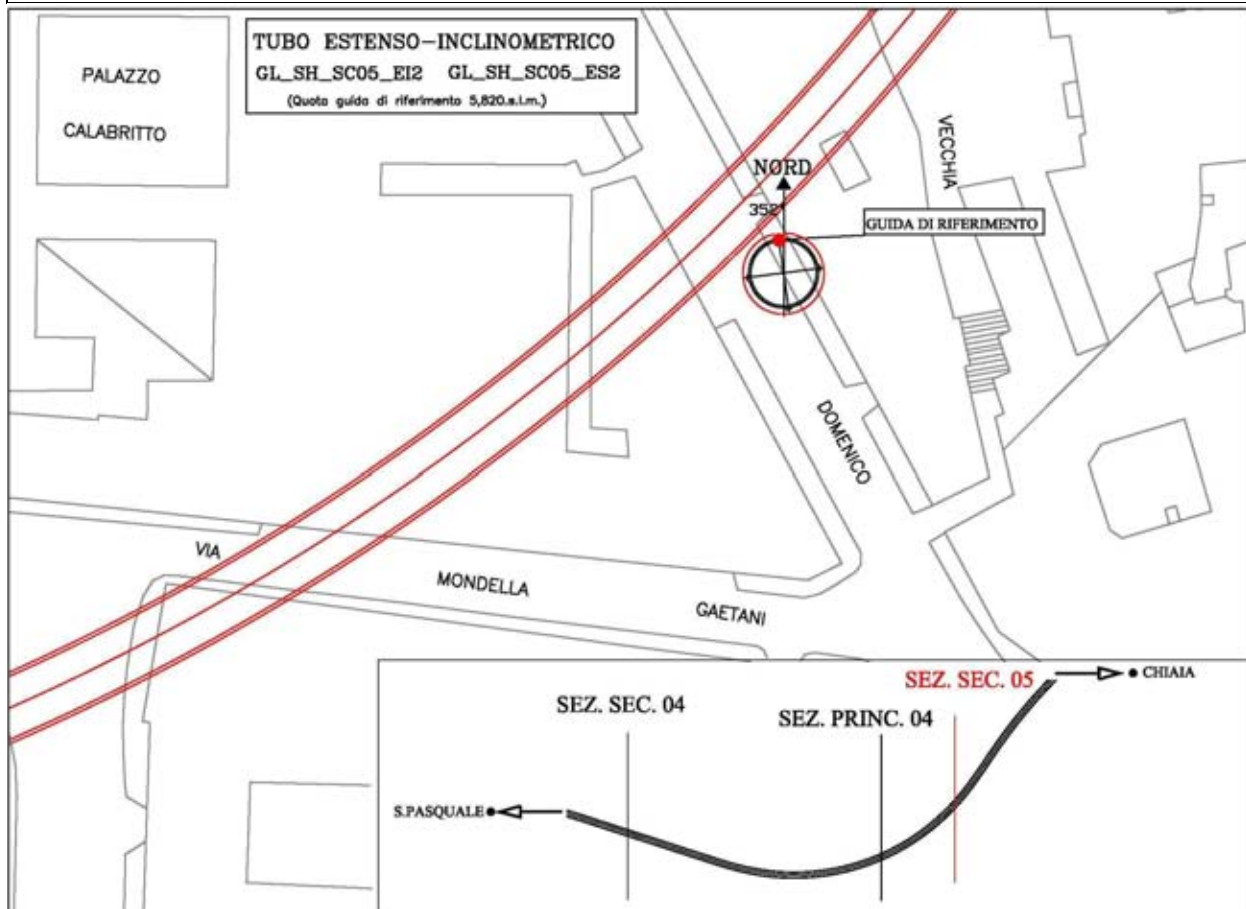 TUBO ESTENSO-INCLINOMETRICO
GL_SH_SC05_EI2 GL_SH_SC05_ES2
(Quota guida di riferimento 5,820.s.l.m.)
PALAZZO
CALABRITTO
VECCHIA
NORD
352
GUIDA DI RIFERIMENTO
DOMENICO
VIA
MONDELLA
GAETANI
SEZ. SEC. 05
CHIAIA
SEZ. SEC. 04
SEZ. PRINC. 04
S.PASQUALE